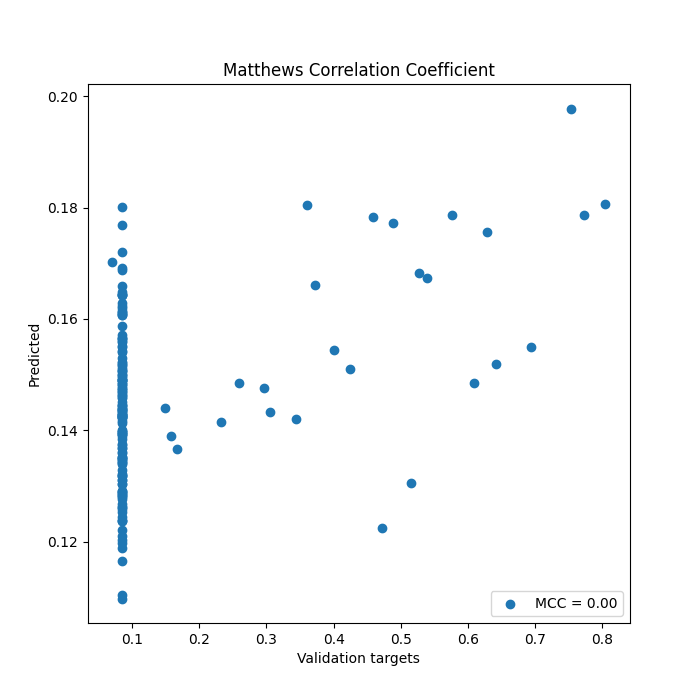 Matthews Correlation Coefficient
0.20
0.18
0.16
0.14
0.12
Predicted
MCC = 0.00
0.1 0.2 0.3 0.4 0.5 0.6 0.7 0.8
Validation targets